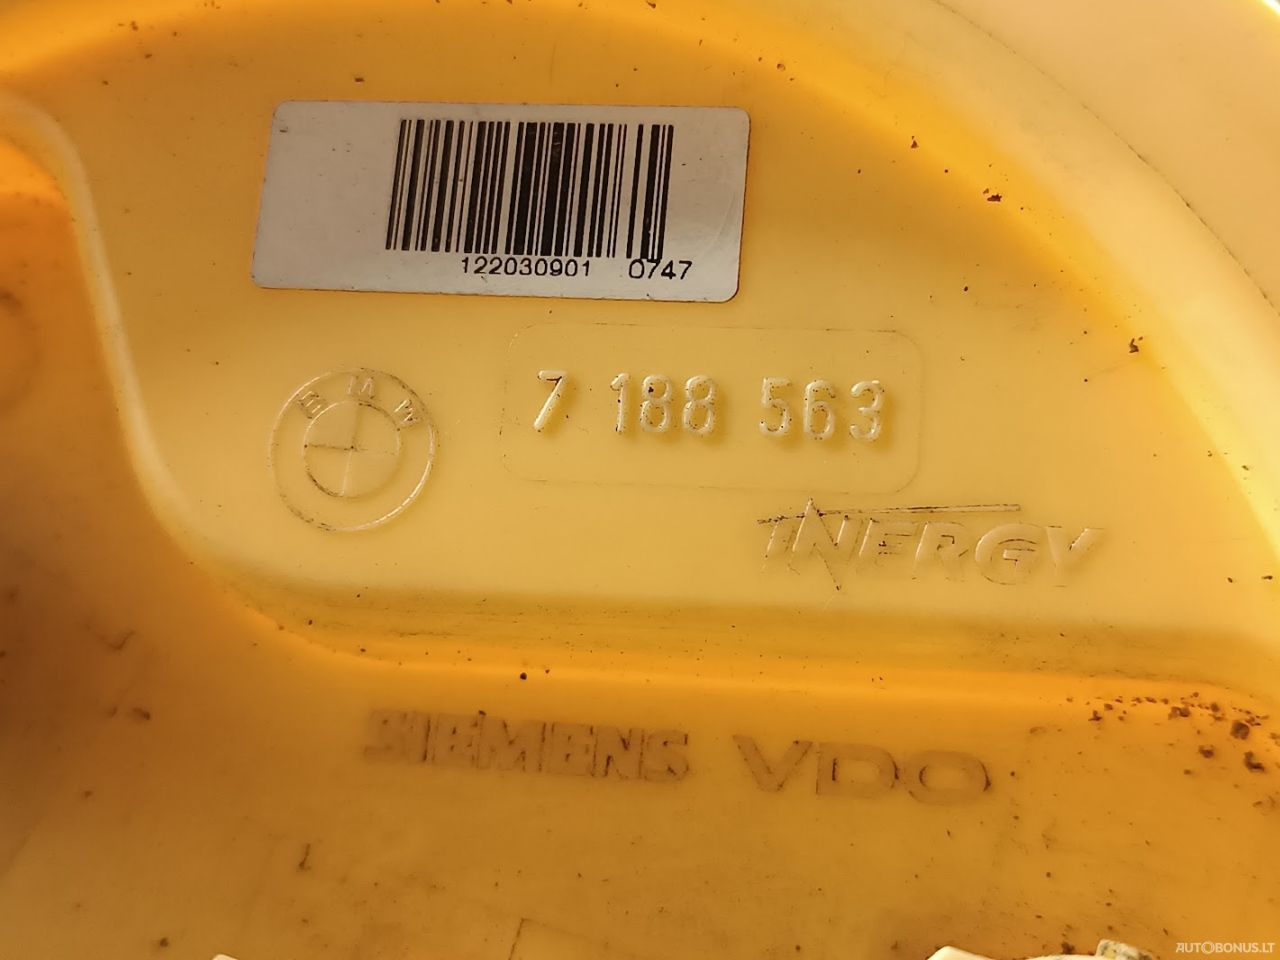 122030901 0747
BMW
7 188 563
INERGY
SIEMENS VDO
AUTOBONUS.LT